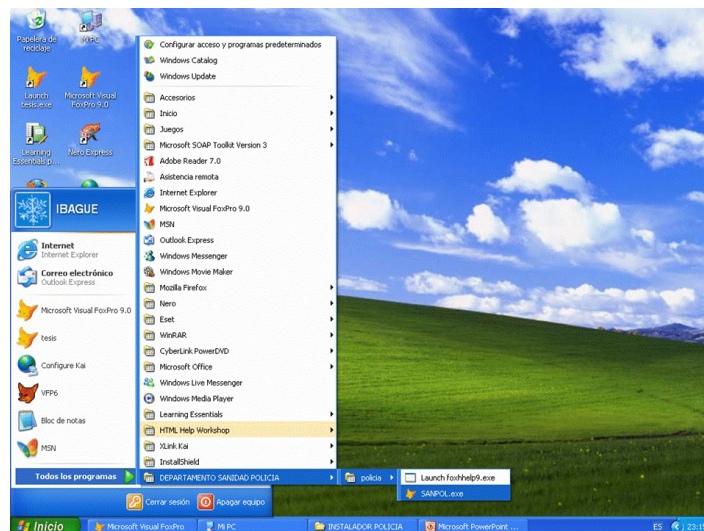 Papelera de
reciclaje
Mi PC
Launch
tesis.exe
Microsoft Visual
FoxPro 9.0
Learning
Essentials p...
Nero Express
IBAGUE
Internet
Internet Explorer
Correo electrónico
Outlook Express
Microsoft Visual FoxPro 9.0
tesis
Configure Kai
VFP6
Bloc de notas
MSN
Todos los programas
Configurar acceso y programas predeterminados
Windows Catalog
Windows Update
Accesorios
Inicio
Juegos
Microsoft SOAP Toolkit Version 3
Adobe Reader 7.0
Asistencia remota
Internet Explorer
Microsoft Visual FoxPro 9.0
MSN
Outlook Express
Windows Messenger
Windows Movie Maker
Mozilla Firefox
Nero
Eset
WinRAR
CyberLink PowerDVD
Microsoft Office
Windows Live Messenger
Windows Media Player
Learning Essentials
HTML Help Workshop
XLink Kai
InstallShield
DEPARTAMENTO SANIDAD POLICIA
policia
Launch foxhhelp9.exe
SANPOL.exe
Cerrar sesión
Apagar equipo
Inicio
Microsoft Visual FoxPro
Mi PC
INSTALADOR POLICIA
Microsoft PowerPoint ...
ES
23:15